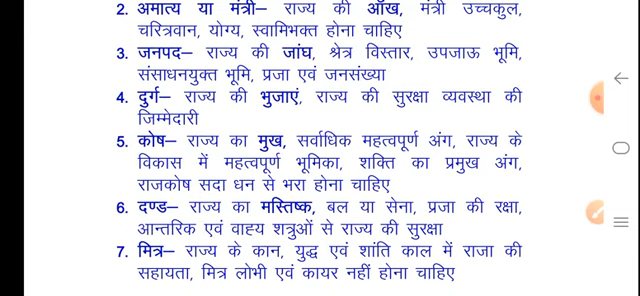 2. अमात्य या मंत्री– राज्य की आँख, मंत्री उच्चकुल,
चरित्रवान, योग्य, स्वामिभक्त होना चाहिए
3. जनपद– राज्य की जांघ, श्रेत्र विस्तार, उपजाऊ भूमि,
संसाधनयुक्त भूमि, प्रजा एवं जनसंख्या
4. दुर्ग– राज्य की भुजाएं, राज्य की सुरक्षा व्यवस्था की
जिम्मेदारी
5. कोष– राज्य का मुख, सर्वाधिक महत्वपूर्ण अंग, राज्य के
विकास में महत्वपूर्ण भूमिका, शक्ति का प्रमुख अंग,
राजकोष सदा धन से भरा होना चाहिए
6. दण्ड– राज्य का मस्तिष्क, बल या सेना, प्रजा की रक्षा,
आन्तरिक एवं वाह्य शत्रुओं से राज्य की सुरक्षा
7. मित्र– राज्य के कान, युद्ध एवं शांति काल में राजा की
सहायता, मित्र लोभी एवं कायर नहीं होना चाहिए